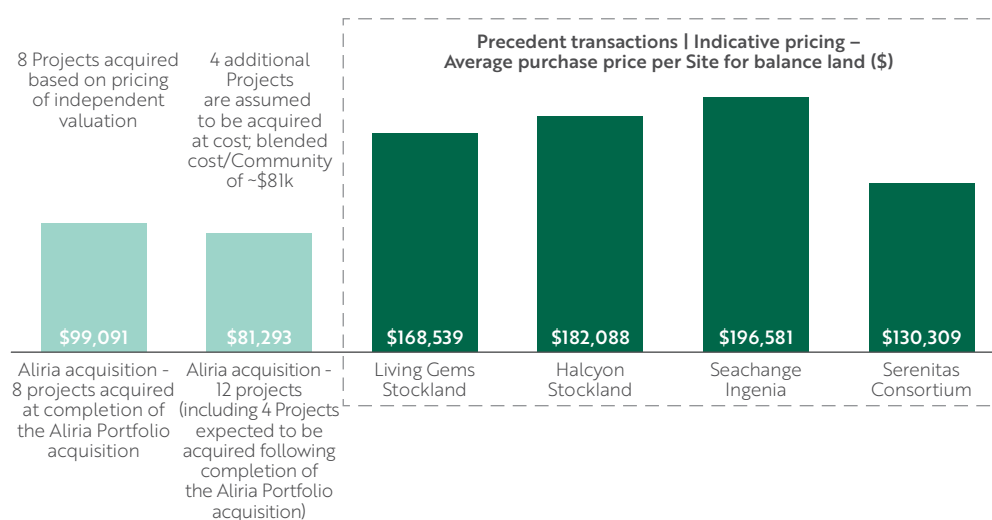 8 Projects acquired
based on pricing
of independent
valuation
4 additional
Projects
are assumed
to be acquired
at cost; blended
cost/Community
of ~$81k
Precedent transactions | Indicative pricing –
Average purchase price per Site for balance land ($)
$99,091
$81,293
$168,539
$182,088
$196,581
$130,309
Aliria acquisition -
8 projects acquired
at completion of
the Aliria Portfolio
acquisition
Aliria acquisition -
12 projects
(including 4 Projects
expected to be
acquired following
completion of
the Aliria Portfolio
acquisition)
Living Gems
Stockland
Halcyon
Stockland
Seachange
Ingenia
Serenitas
Consortium